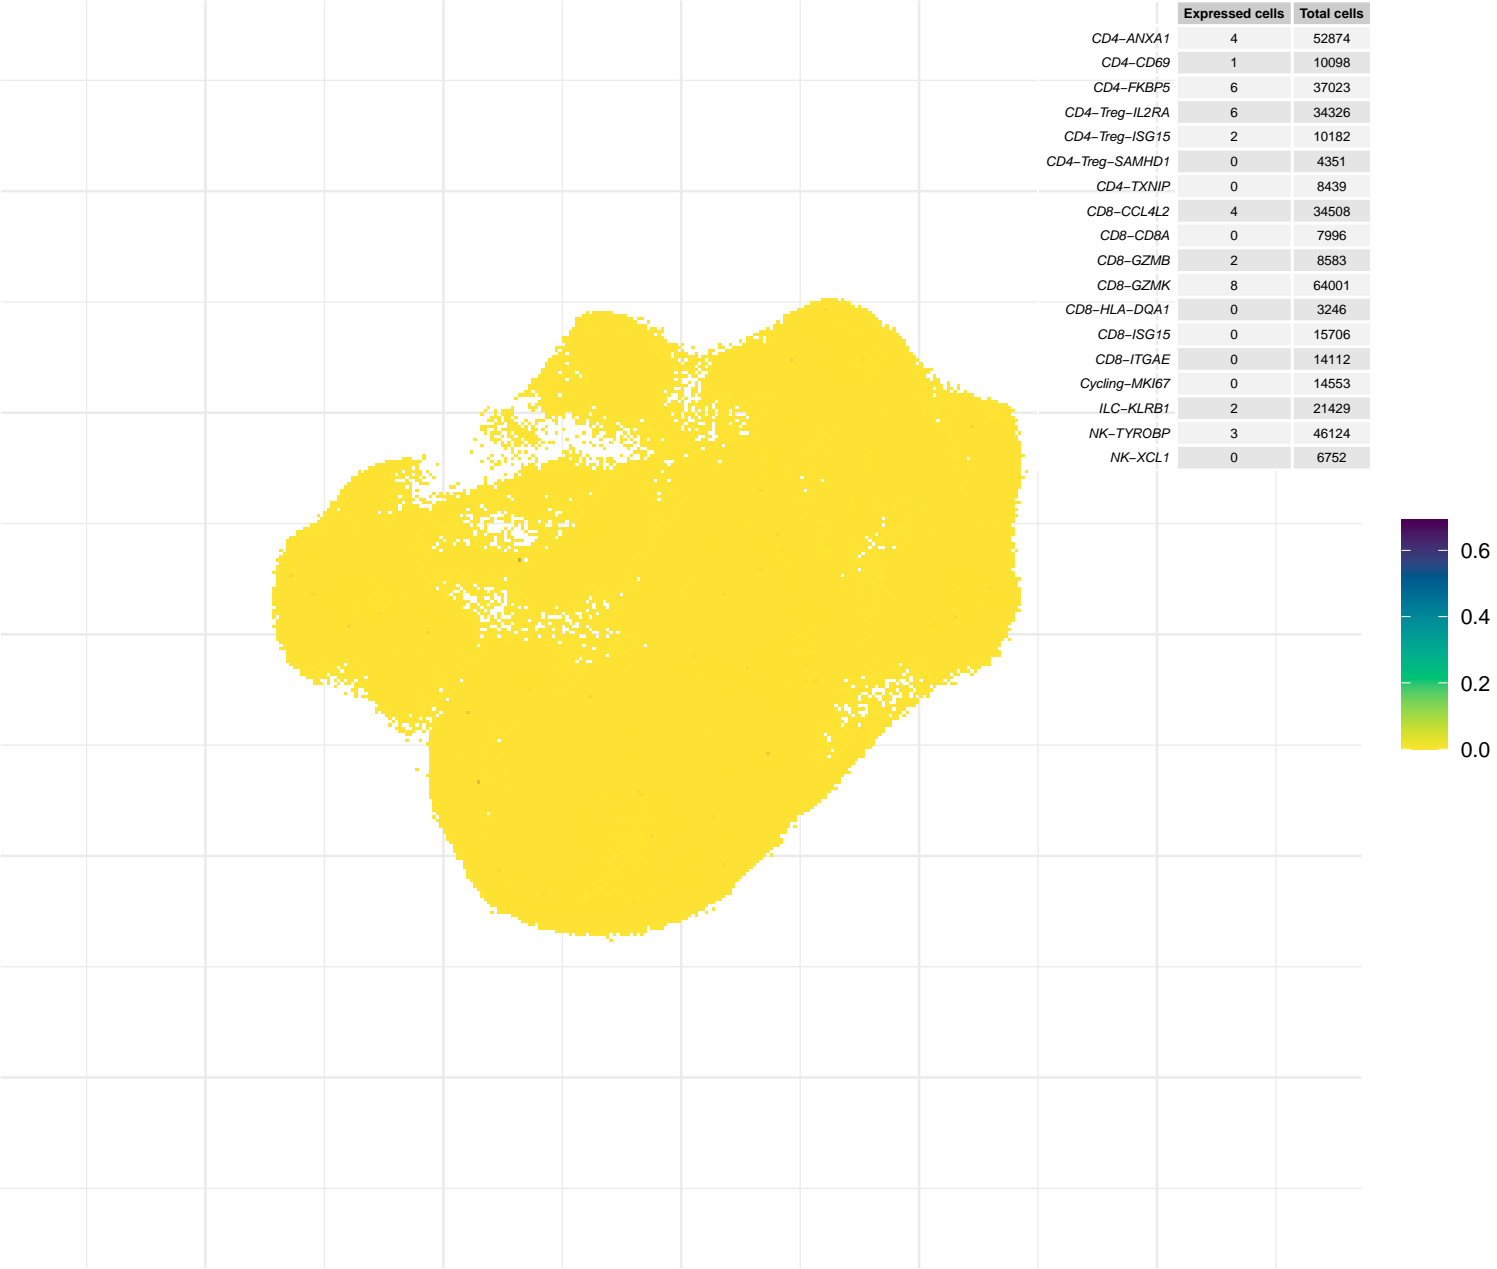 Expressed cells Total cells
CD4−ANXA1 4 52874
CD4−CD69 1 10098
CD4−FKBP5 6 37023
CD4−Treg−IL2RA 6 34326
CD4−Treg−ISG15 2 10182
CD4−Treg−SAMHD1 0 4351
CD4−TXNIP 0 8439
CD8−CCL4L2 4 34508
CD8−CD8A 0 7996
CD8−GZMB 2 8583
CD8−GZMK 8 64001
CD8−HLA−DQA1 0 3246
CD8−ISG15 0 15706
CD8−ITGAE 0 14112
Cycling−MKI67 0 14553
ILC−KLRB1 2 21429
NK−TYROBP 3 46124
NK−XCL1 0 6752
0.6
0.4
0.2
0.0